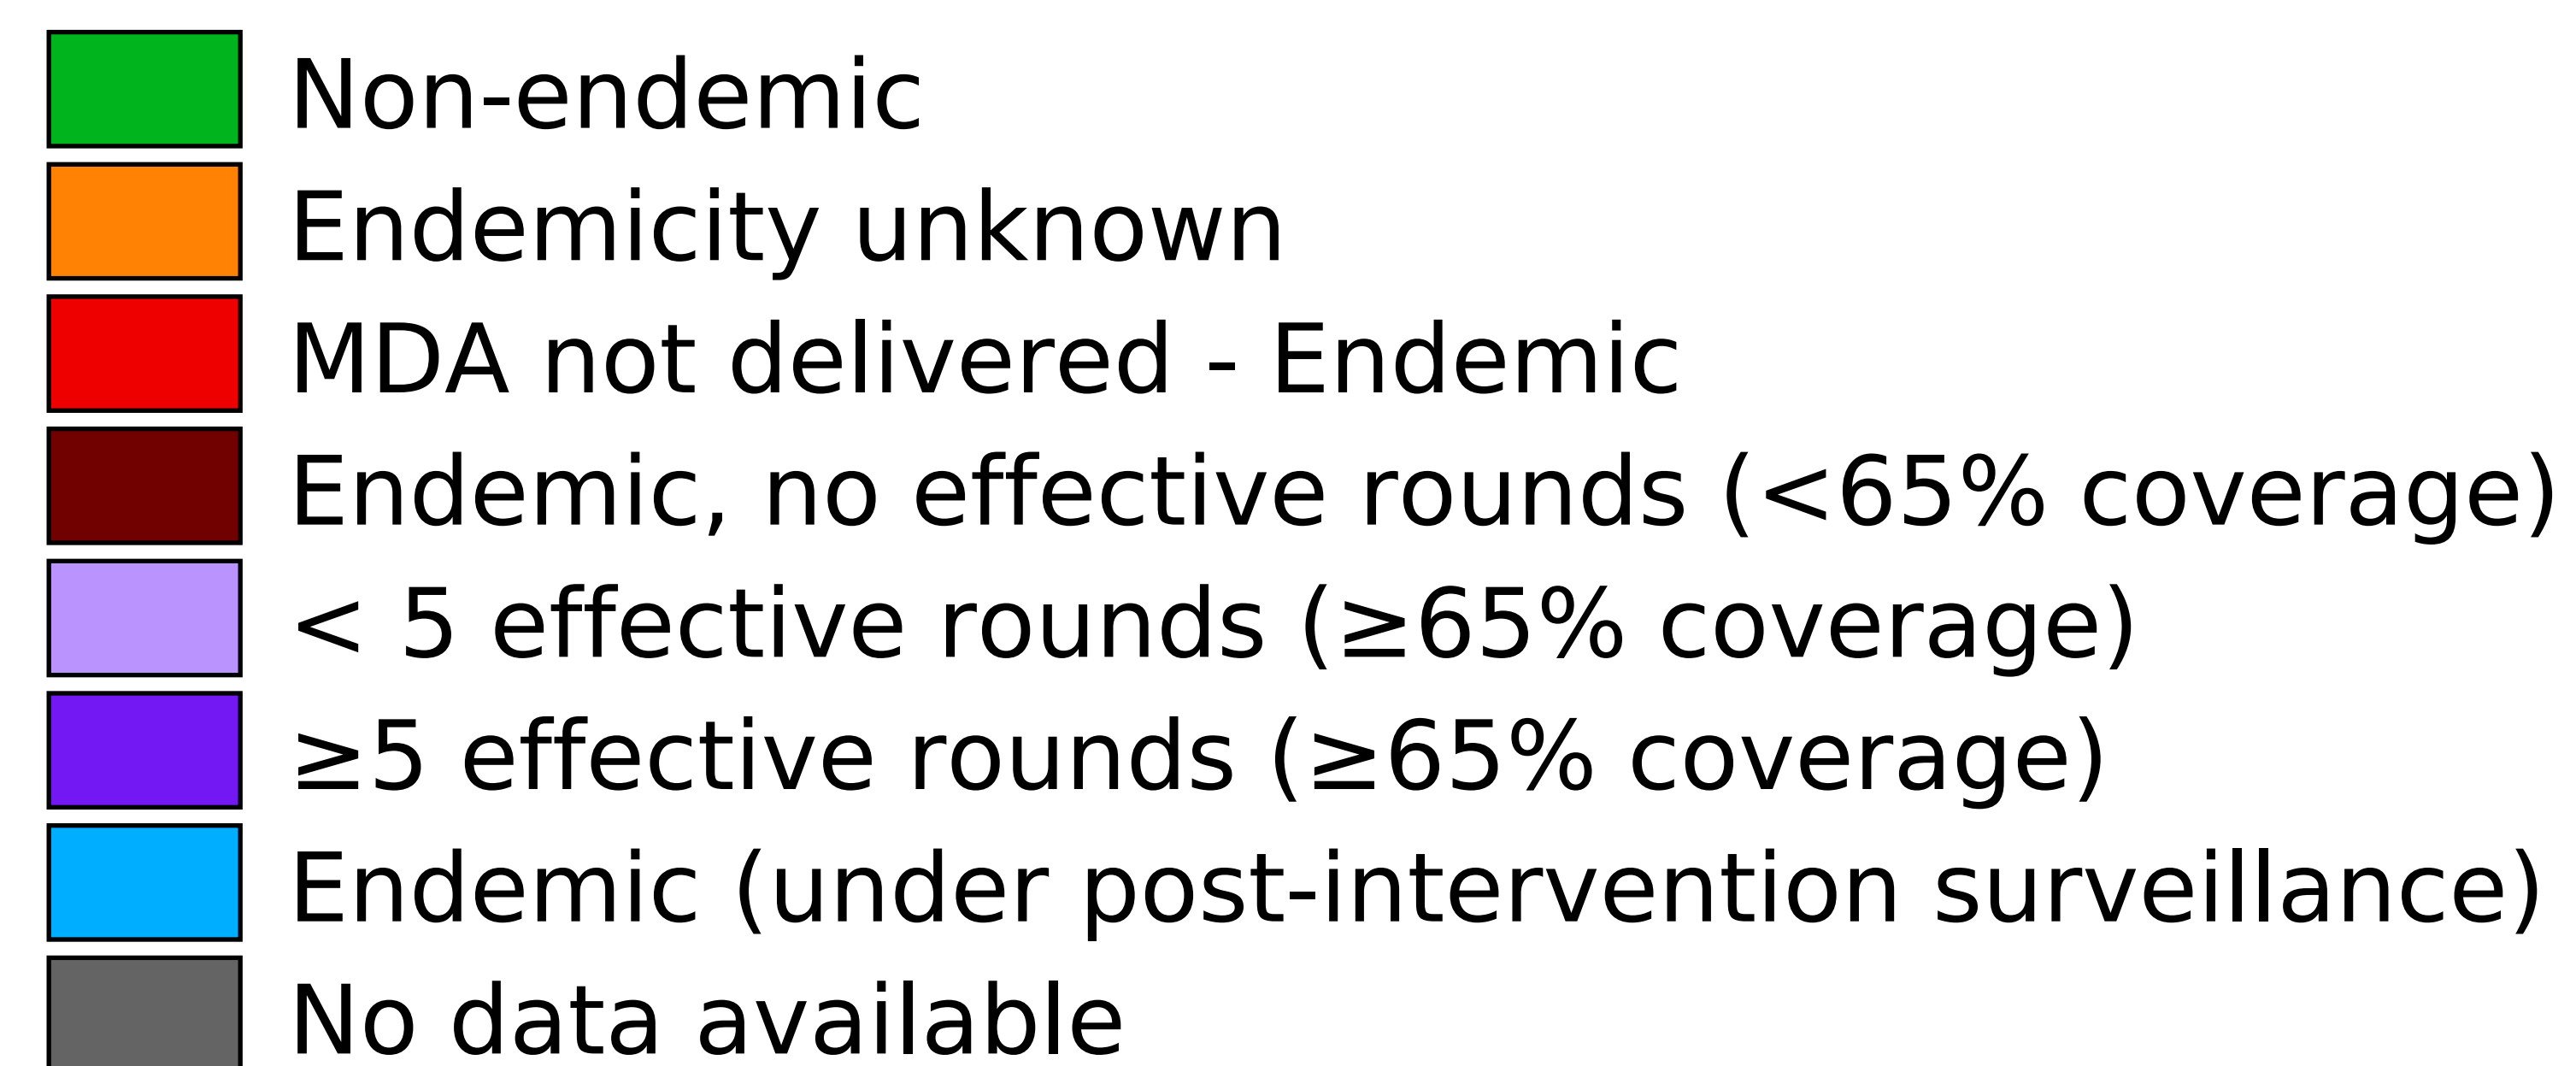 Non-endemic
Endemicity unknown
MDA not delivered - Endemic
Endemic, no effective rounds (<65% coverage)
< 5 effective rounds (≥65% coverage)
≥5 effective rounds (≥65% coverage)
Endemic (under post-intervention surveillance)
No data available